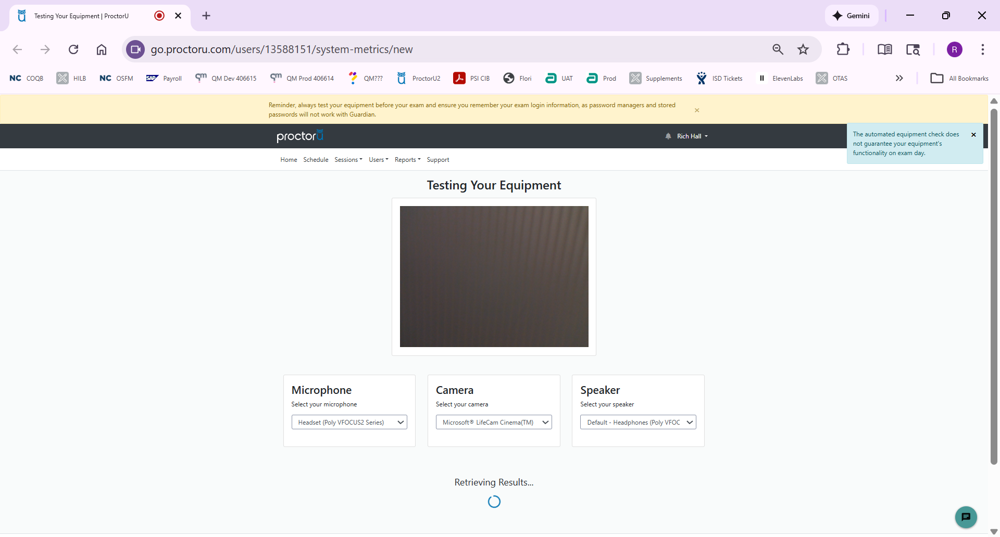 Testing Your Equipment | ProctorU
Gemini
go.proctoru.com/users/13588151/system-metrics/new
R
NC COQB
HILB
NC OSFM
SAP Payroll
qm QM Dev 406615
qm QM Prod 406614
QM???
ProctorU2
PSI CIB
Flori
UAT
Prod
Supplements
ISD Tickets
ElevenLabs
OTAS
All Bookmarks
Reminder, always test your equipment before your exam and ensure you remember your exam login information, as password managers and stored
passwords will not work with Guardian.
proctorU
Rich Hall
The automated equipment check does
not guarantee your equipment's
functionality on exam day.
Home Schedule Sessions Users Reports Support
Testing Your Equipment
Microphone
Select your microphone
Headset (Poly VFOCUS2 Series)
Camera
Select your camera
Microsoft® LifeCam Cinema(TM)
Speaker
Select your speaker
Default - Headphones (Poly VFOC
Retrieving Results...